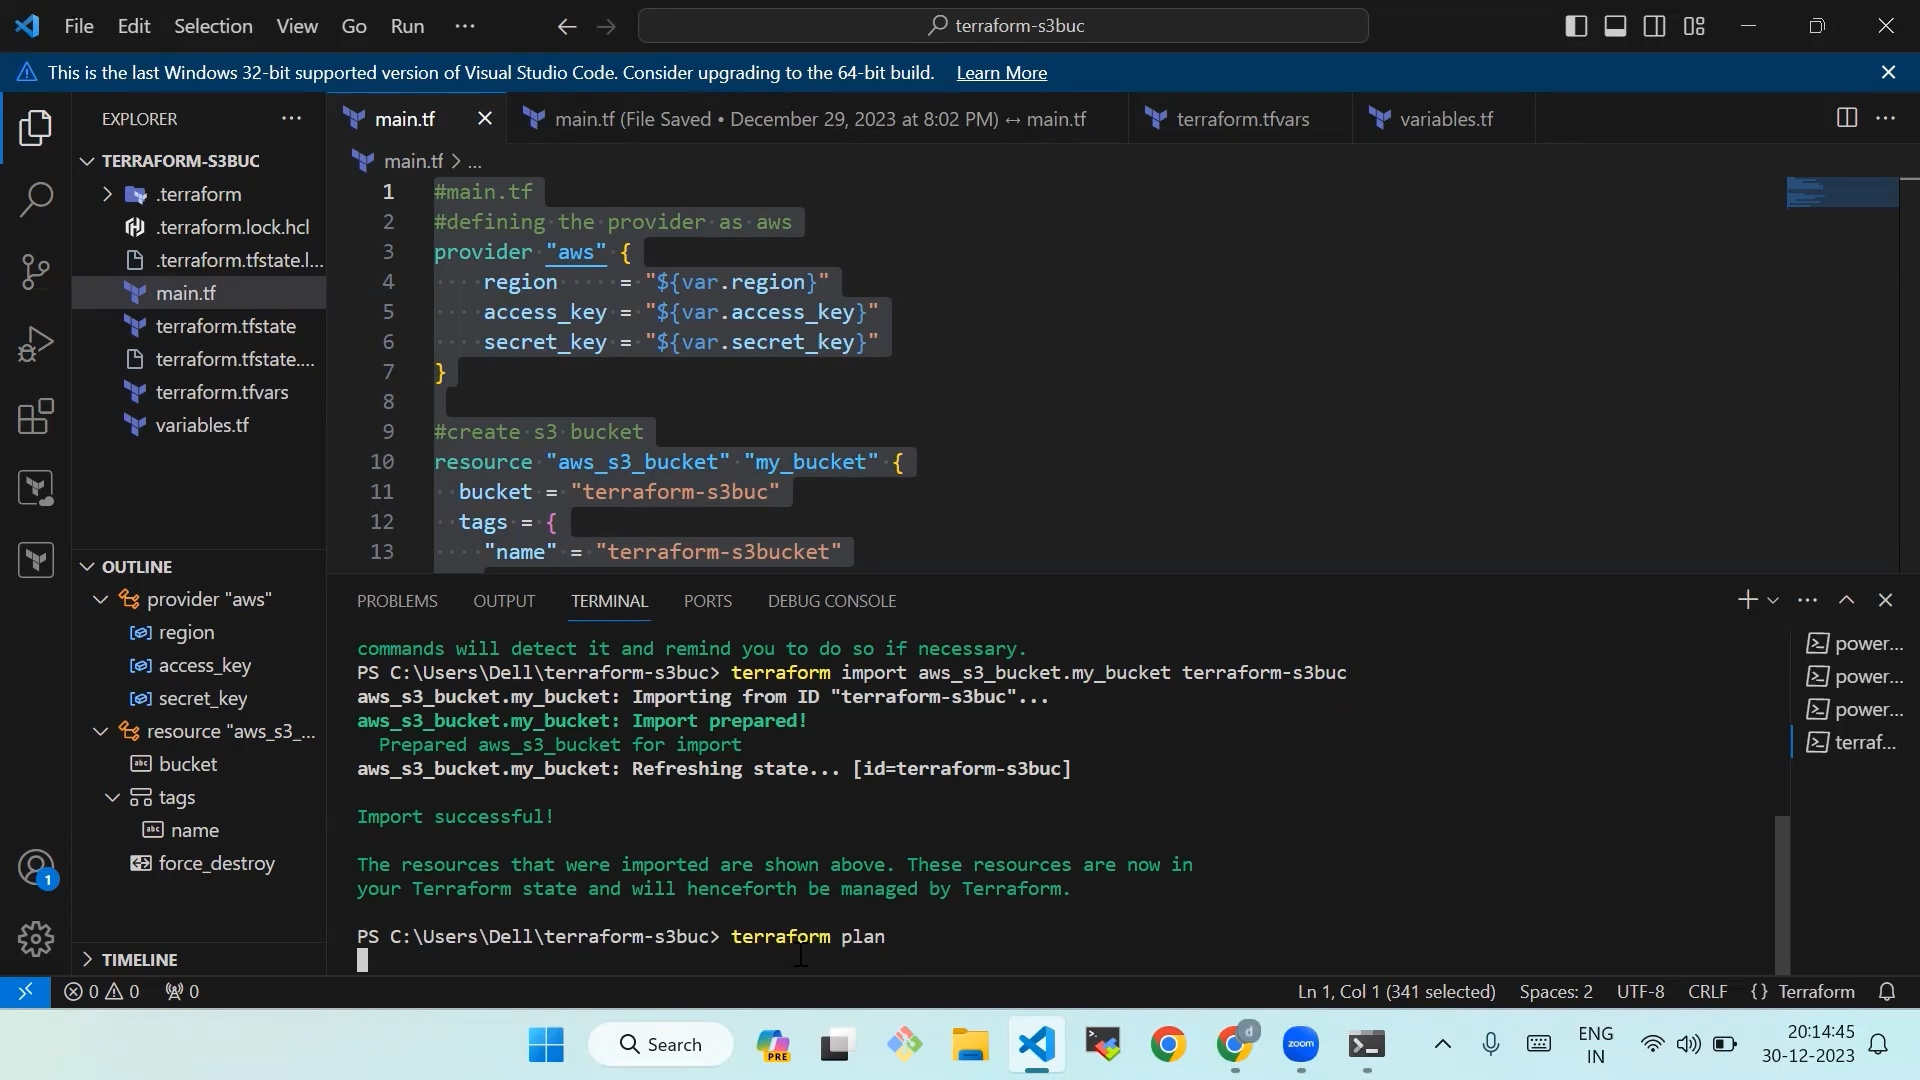 File Edit Selection View Go Run ···
terraform-s3buc
This is the last Windows 32-bit supported version of Visual Studio Code. Consider upgrading to the 64-bit build. Learn More
EXPLORER
TERRAFORM-S3BUC
.terraform
.terraform.lock.hcl
.terraform.tfstate.l...
main.tf
terraform.tfstate
terraform.tfstate....
terraform.tfvars
variables.tf
OUTLINE
provider "aws"
region
access_key
secret_key
resource "aws_s3_...
bucket
tags
name
force_destroy
TIMELINE
main.tf
main.tf (File Saved • December 29, 2023 at 8:02 PM) ↔ main.tf
terraform.tfvars
variables.tf
main.tf > ...
1 #main.tf
2 #defining the provider as aws
3 provider "aws" {
4 region = "${var.region}"
5 access_key = "${var.access_key}"
6 secret_key = "${var.secret_key}"
7 }
8
9 #create s3 bucket
10 resource "aws_s3_bucket" "my_bucket" {
11 bucket = "terraform-s3buc"
12 tags = {
13 "name" = "terraform-s3bucket"
PROBLEMS OUTPUT TERMINAL PORTS DEBUG CONSOLE
commands will detect it and remind you to do so if necessary.
PS C:\Users\Dell\terraform-s3buc> terraform import aws_s3_bucket.my_bucket terraform-s3buc
aws_s3_bucket.my_bucket: Importing from ID "terraform-s3buc"...
aws_s3_bucket.my_bucket: Import prepared!
Prepared aws_s3_bucket for import
aws_s3_bucket.my_bucket: Refreshing state... [id=terraform-s3buc]
Import successful!
The resources that were imported are shown above. These resources are now in
your Terraform state and will henceforth be managed by Terraform.
PS C:\Users\Dell\terraform-s3buc> terraform plan
power...
power...
power...
terraf...
1
0 0 0
Ln 1, Col 1 (341 selected) Spaces: 2 UTF-8 CRLF {} Terraform
Search
PRE
d
zoom
ENG
IN
20:14:45
30-12-2023